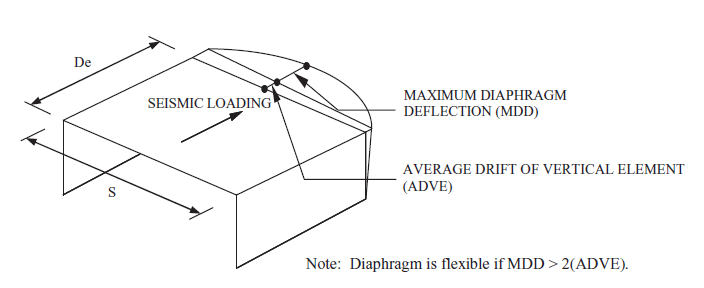 De
SEISMIC LOADING
MAXIMUM DIAPHRAGM
DEFLECTION (MDD)
AVERAGE DRIFT OF VERTICAL ELEMENT
(ADVE)
S
Note: Diaphragm is flexible if MDD > 2(ADVE).